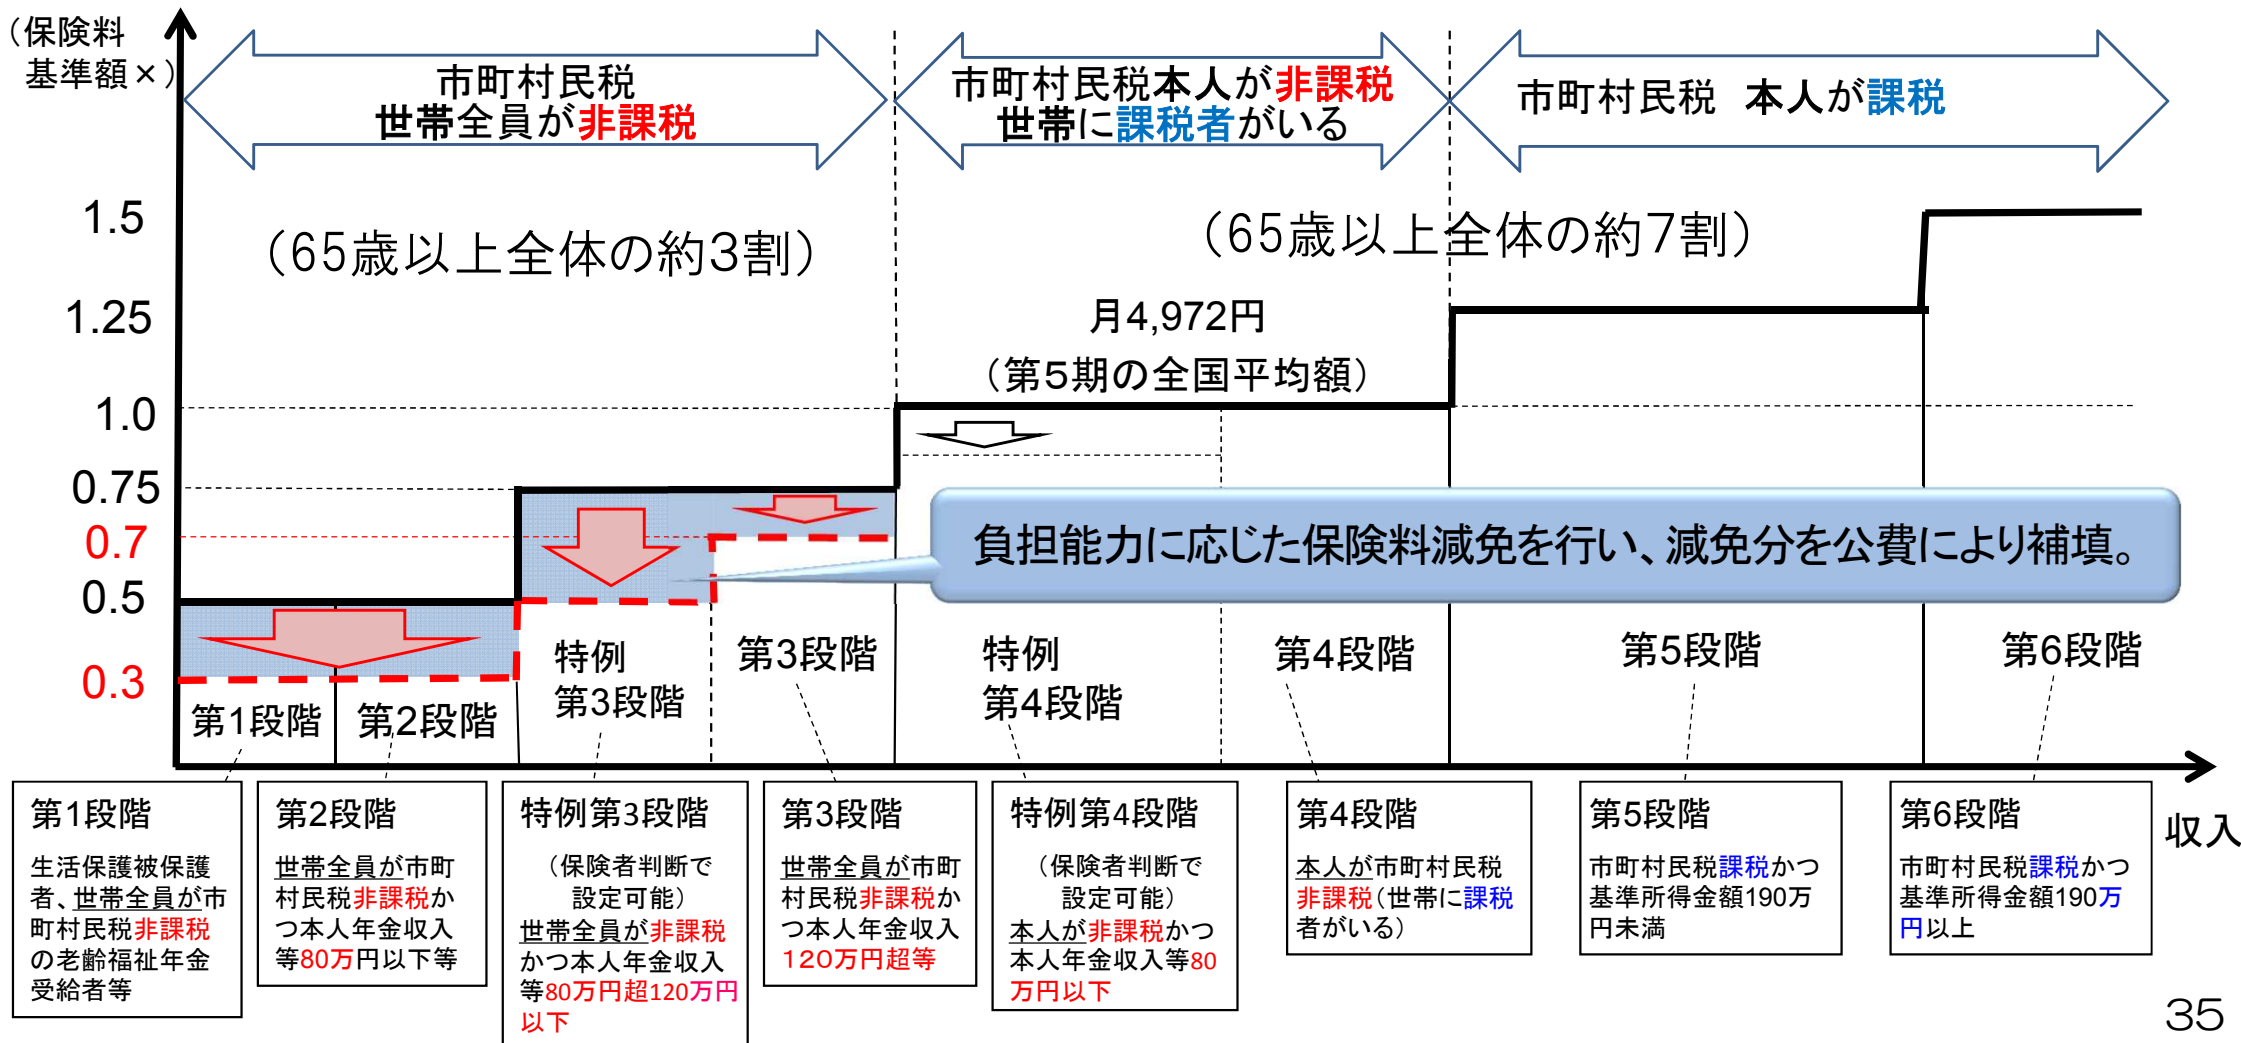 （保険料
基準額×）
市町村民税
世帯全員が非課税
市町村民税本人が非課税
世帯に課税者がいる
市町村民税　本人が課税
1.5
1.25
1.0
0.75
0.7
0.5
0.3
（65歳以上全体の約3割）
（65歳以上全体の約7割）
月4,972円
（第５期の全国平均額）
負担能力に応じた保険料減免を行い、減免分を公費により補填。
第1段階
第2段階
特例
第3段階
第3段階
特例
第4段階
第4段階
第5段階
第6段階
収入
第1段階
生活保護被保護
者、世帯全員が市
町村民税非課税
の老齢福祉年金
受給者等
第2段階
世帯全員が市町
村民税非課税か
つ本人年金収入
等80万円以下等
特例第3段階
（保険者判断で
設定可能）
世帯全員が非課税
かつ本人年金収入
等80万円超120万円
以下
第3段階
世帯全員が市町
村民税非課税か
つ本人年金収入
１２０万円超等
特例第4段階
（保険者判断で
設定可能）
本人が非課税かつ
本人年金収入等80
万円以下
第4段階
本人が市町村民税
非課税（世帯に課税
者がいる）
第5段階
市町村民税課税かつ
基準所得金額190万
円未満
第6段階
市町村民税課税かつ
基準所得金額190万
円以上
35